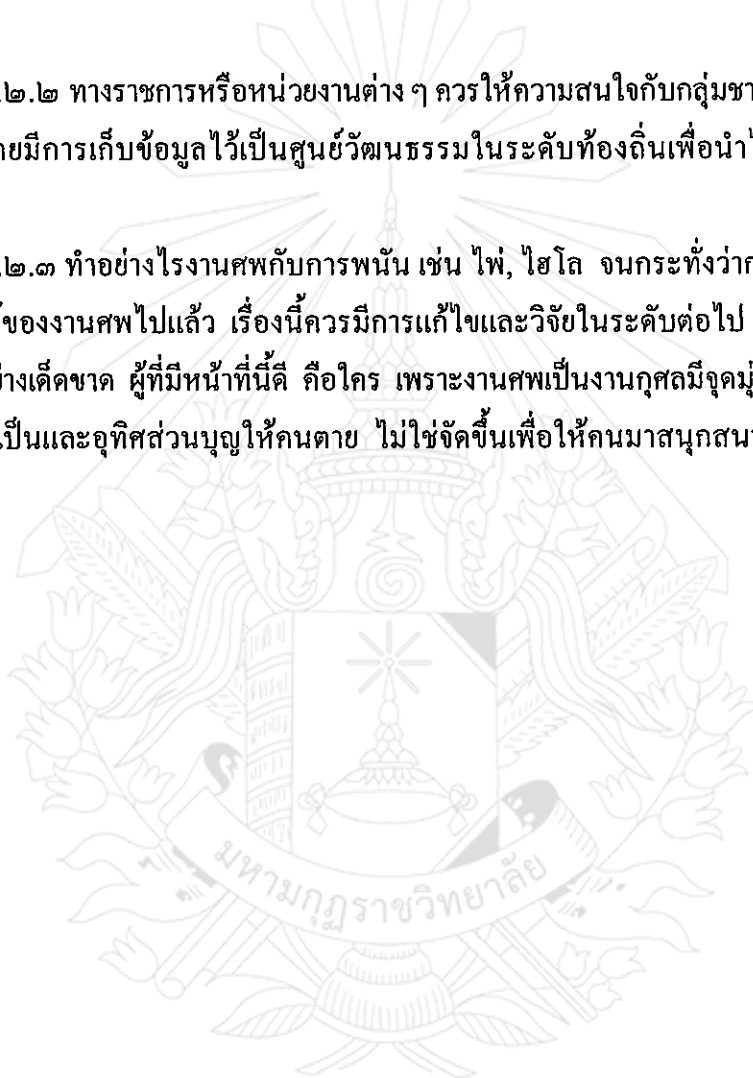 .๒.๒ ทางราชการหรือหน่วยงานต่าง ๆ ควรให้ความสนใจกับกลุ่มชา
ายมีการเก็บข้อมูลไว้เป็นศูนย์วัฒนธรรมในระดับท้องถิ่นเพื่อนำ
.๒.๓ ทำอย่างไรงานศพกับการพนัน เช่น ไพ่, ไฮโล จนกระทั่งว่าก
ของงานศพไปแล้ว เรื่องนี้ควรมีการแก้ไขและวิจัยในระดับต่อไป
่างเด็ดขาด ผู้ที่มีหน้าที่นี้ดี คือใคร เพราะงานศพเป็นงานกุศลมีจุดมุ่
เป็นและอุทิศส่วนบุญให้คนตาย ไม่ใช่จัดขึ้นเพื่อให้คนมาสนุกสนา
มหามกุฏราชวิทยาลัย